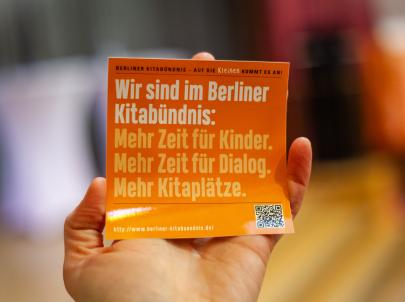 BERLINER KITABÜNDNIS – AUF DIE Kleinen KOMMT ES AN!
Wir sind im Berliner
Kitabündnis:
Mehr Zeit für Kinder.
Mehr Zeit für Dialog.
Mehr Kitaplätze.
http://www.berliner-kitabuendnis.de/